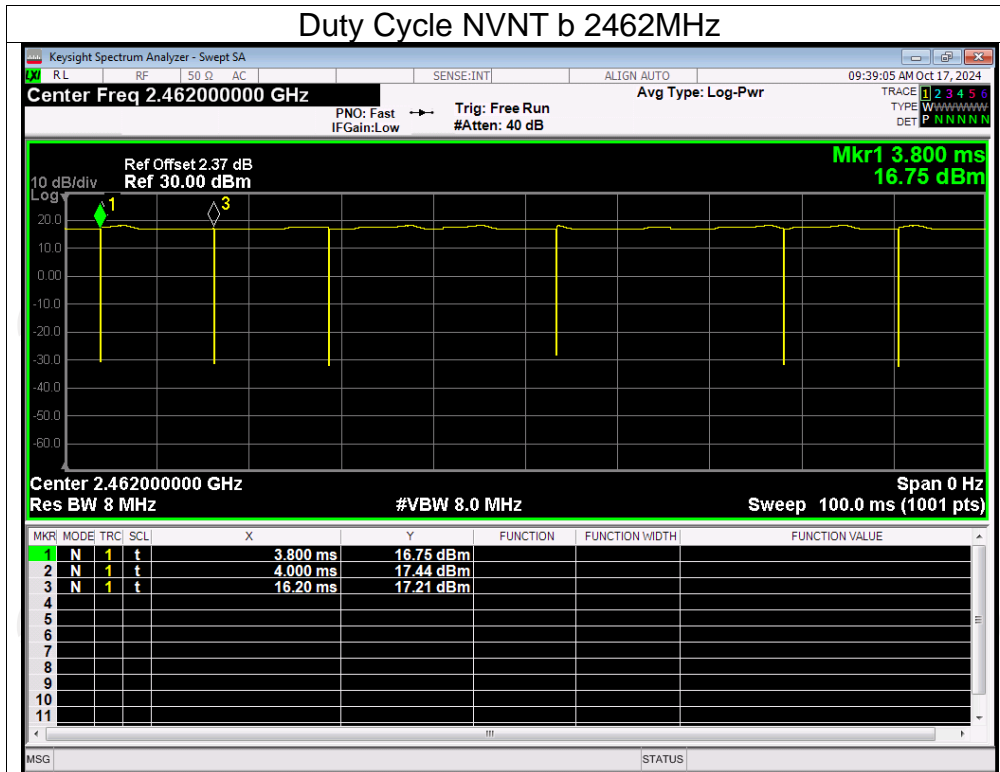 Duty Cycle NVNT b 2462MHz
Keysight Spectrum Analyzer - Swept SA
LXI RL RF 50 Ω AC SENSE:INT ALIGN AUTO 09:39:05 AM Oct 17, 2024
Center Freq 2.462000000 GHz
PNO: Fast
IFGain:Low
Trig: Free Run
#Atten: 40 dB
Avg Type: Log-Pwr
TRACE 1 2 3 4 5 6
TYPE WWWWWWW
DET P N N N N N
Mkr1 3.800 ms
16.75 dBm
Ref Offset 2.37 dB
10 dB/div Ref 30.00 dBm
Log
1
3
20.0
10.0
0.00
-10.0
-20.0
-30.0
-40.0
-50.0
-60.0
Center 2.462000000 GHz Span 0 Hz
Res BW 8 MHz #VBW 8.0 MHz Sweep 100.0 ms (1001 pts)
MKR MODE TRC SCL X Y FUNCTION FUNCTION WIDTH FUNCTION VALUE
1 N 1 t 3.800 ms 16.75 dBm
2 N 1 t 4.000 ms 17.44 dBm
3 N 1 t 16.20 ms 17.21 dBm
4
5
6
7
8
9
10
11
MSG STATUS